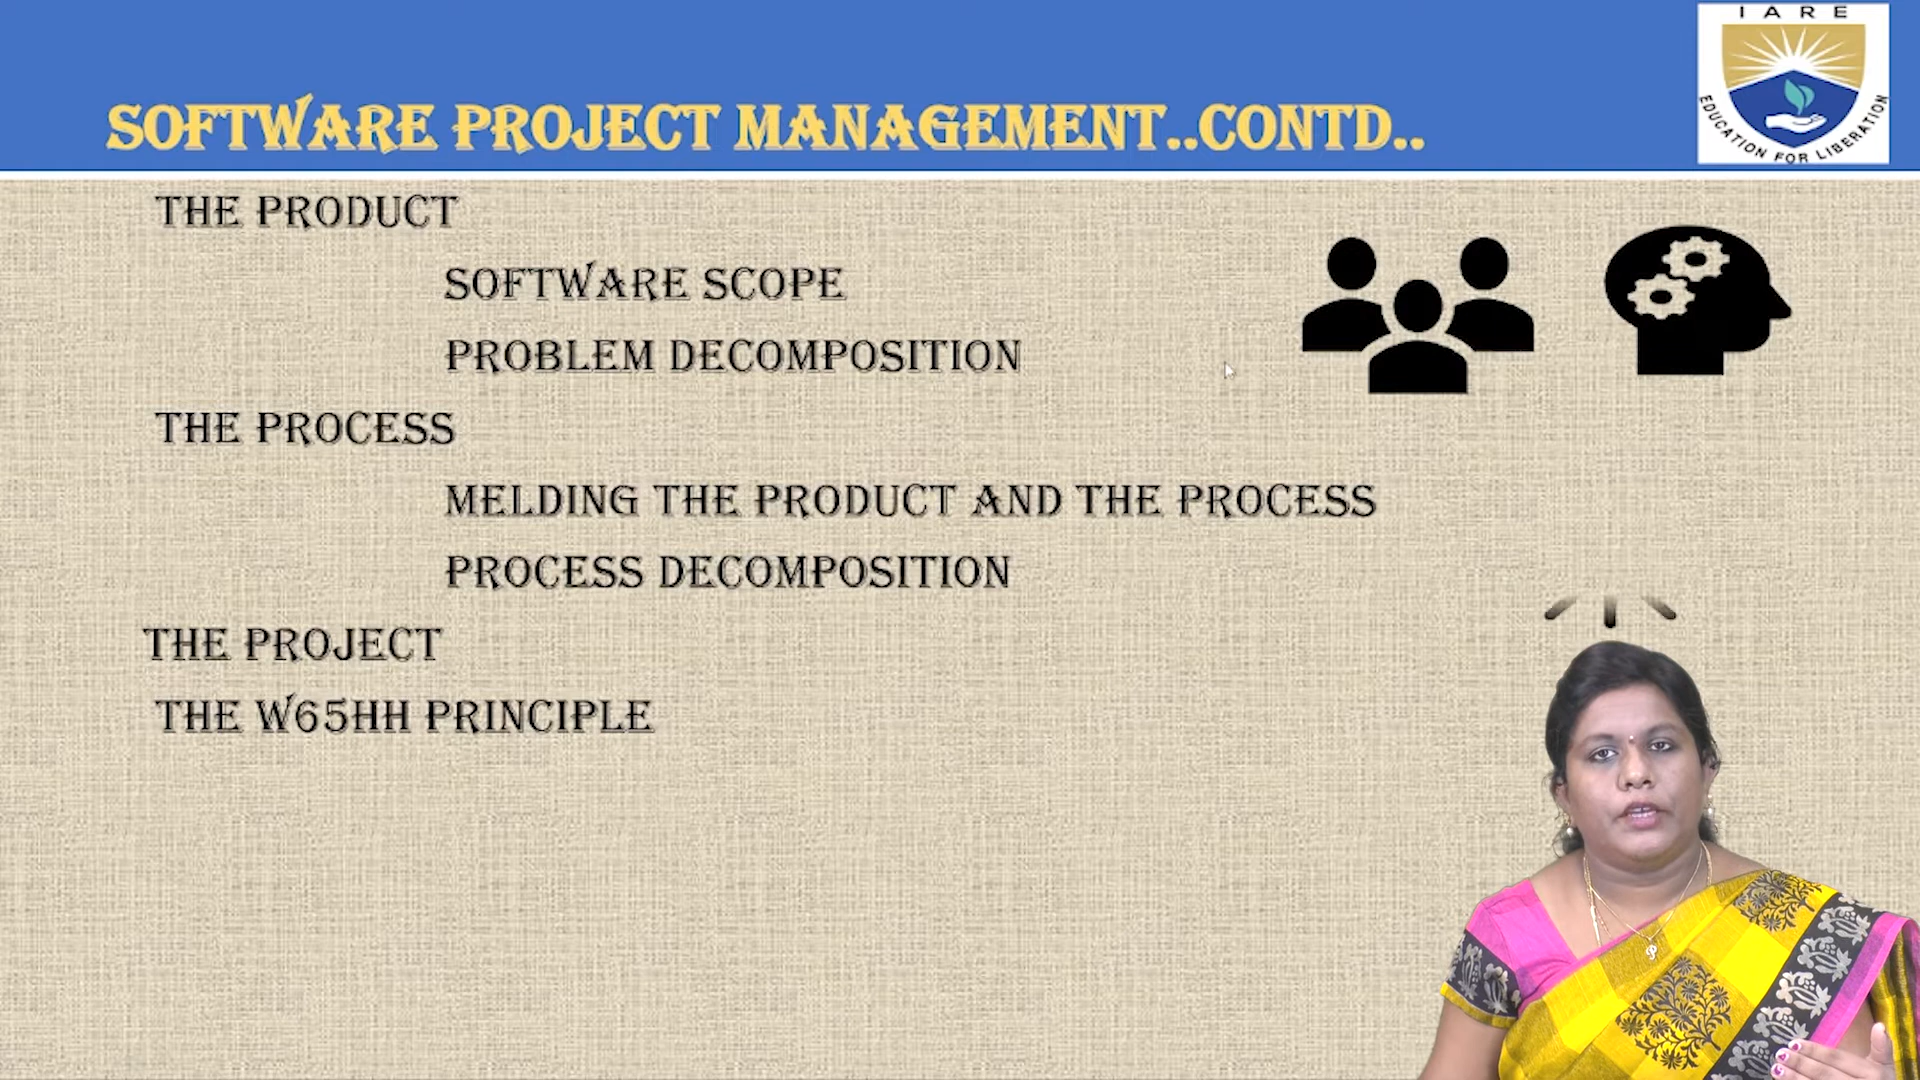 IARE
EDUCATION FOR LIBERATION
SOFTWARE PROJECT MANAGEMENT..CONTD..
THE PRODUCT
SOFTWARE SCOPE
PROBLEM DECOMPOSITION
THE PROCESS
MELDING THE PRODUCT AND THE PROCESS
PROCESS DECOMPOSITION
THE PROJECT
THE W65HH PRINCIPLE